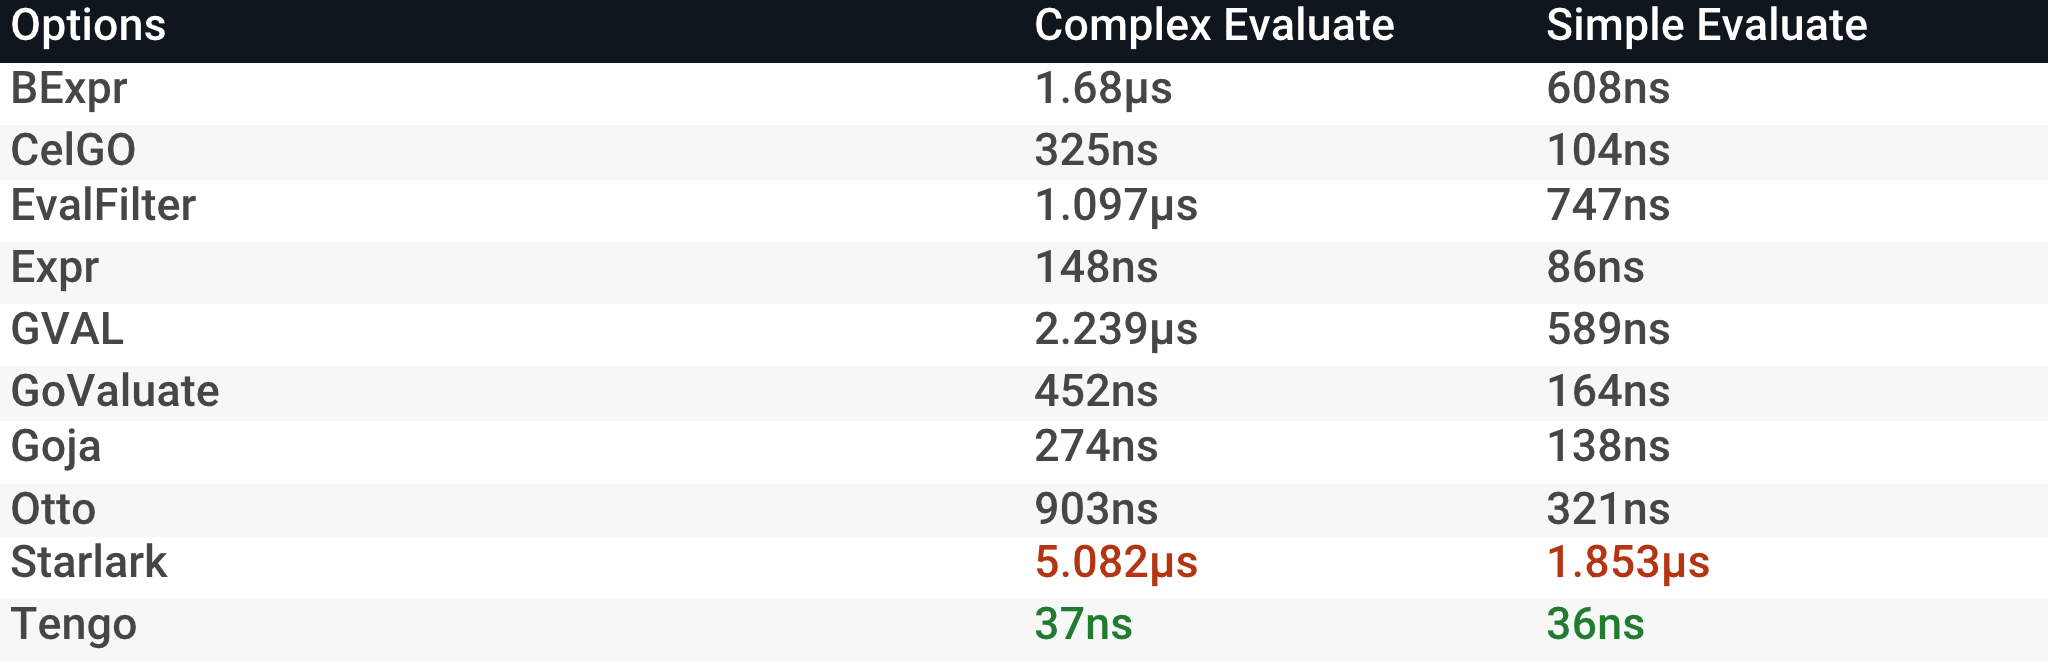 Options Complex Evaluate Simple Evaluate
BExpr 1.68µs 608ns
CelGO 325ns 104ns
EvalFilter 1.097µs 747ns
Expr 148ns 86ns
GVAL 2.239µs 589ns
GoValuate 452ns 164ns
Goja 274ns 138ns
Otto 903ns 321ns
Starlark 5.082µs 1.853µs
Tengo 37ns 36ns